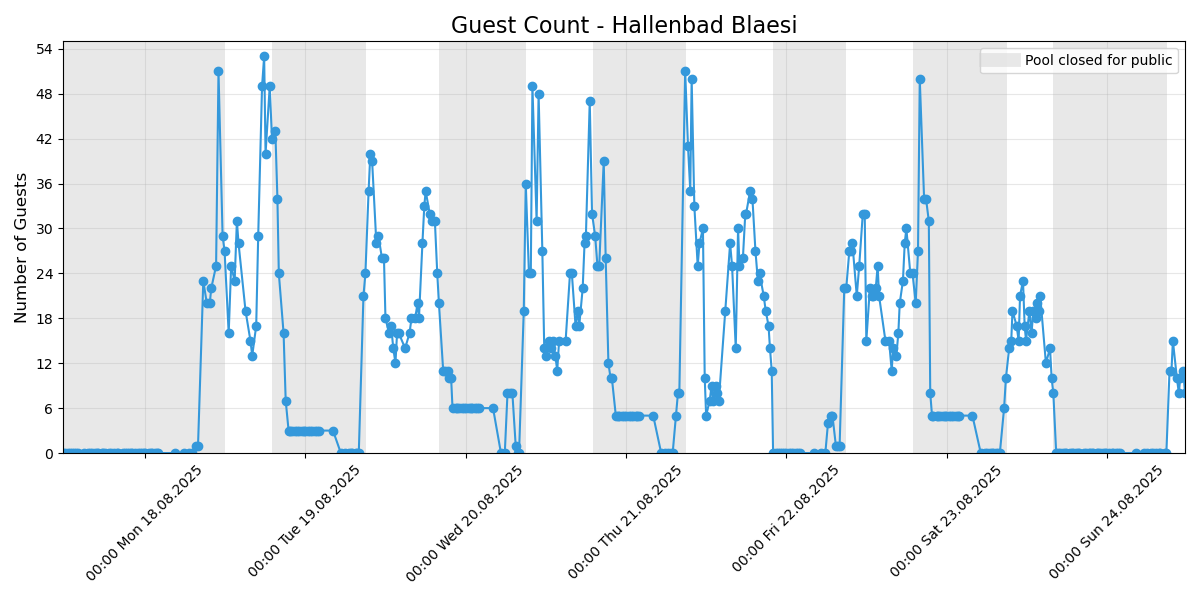 Guest Count - Hallenbad Blaesi
Pool closed for public
Number of Guests
54
48
42
36
30
24
18
12
6
0
00:00 Mon 18.08.2025
00:00 Tue 19.08.2025
00:00 Wed 20.08.2025
00:00 Thu 21.08.2025
00:00 Fri 22.08.2025
00:00 Sat 23.08.2025
00:00 Sun 24.08.2025